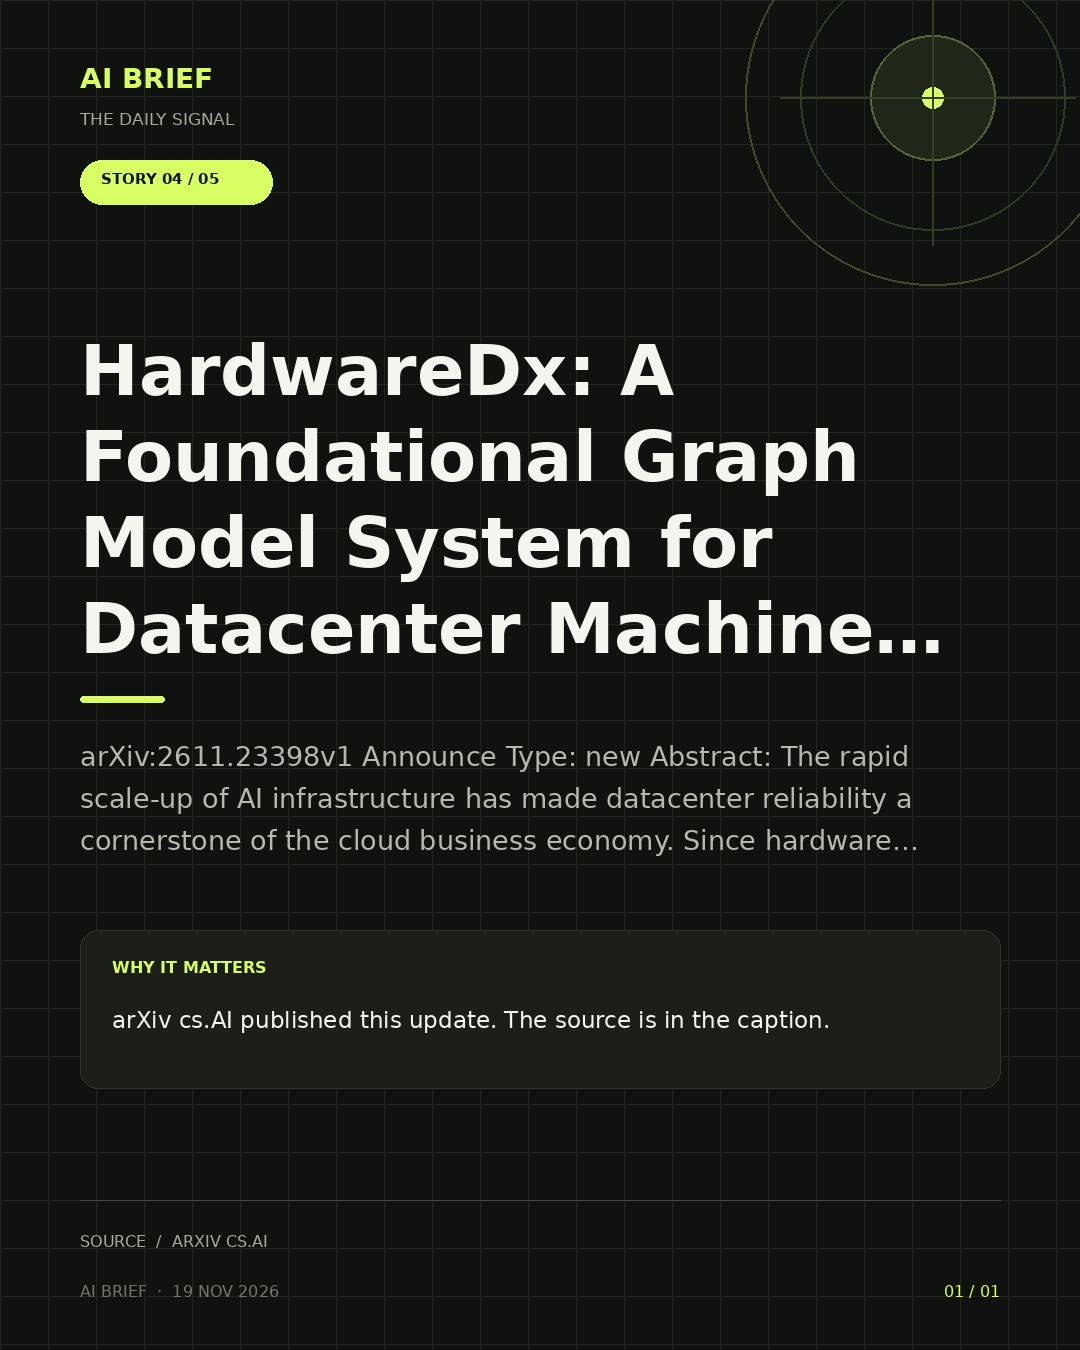 AI BRIEF
THE DAILY SIGNAL
STORY 04 / 05
HardwareDx: A
Foundational Graph
Model System for
Datacenter Machine…
arXiv:2611.23398v1 Announce Type: new Abstract: The rapid
scale-up of AI infrastructure has made datacenter reliability a
cornerstone of the cloud business economy. Since hardware…
WHY IT MATTERS
arXiv cs.AI published this update. The source is in the caption.
SOURCE / ARXIV CS.AI
AI BRIEF · 19 NOV 2026
01 / 01